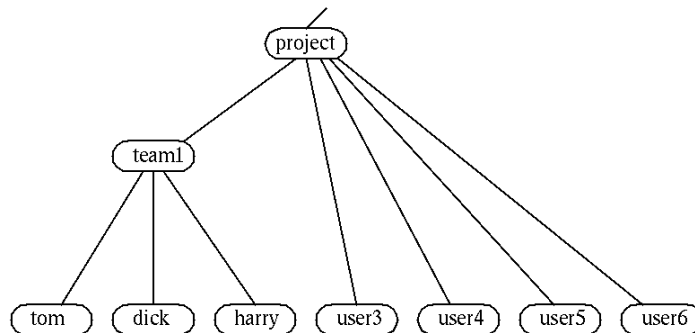 project
team1
tom
dick
harry
user3
user4
user5
user6